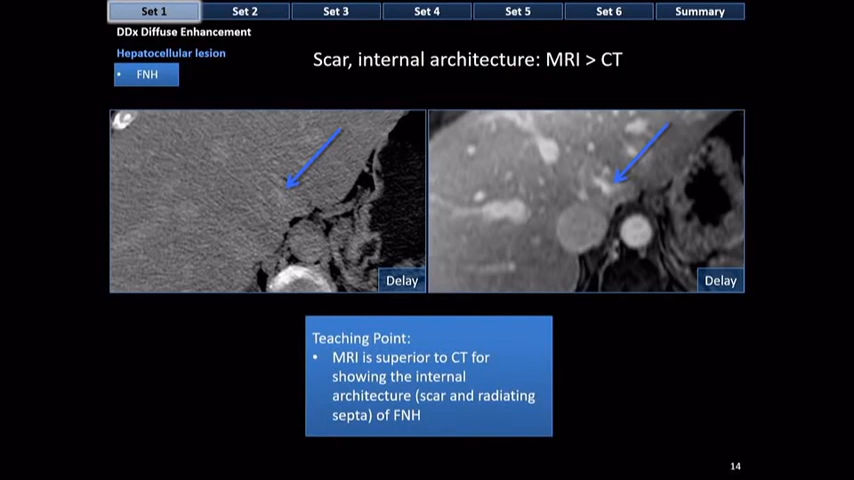 Set 1
Set 2
Set 3
Set 4
Set 5
Set 6
Summary
DDx Diffuse Enhancement
Hepatocellular lesion
• FNH
Scar, internal architecture: MRI > CT
Delay
Delay
Teaching Point:
• MRI is superior to CT for
showing the internal
architecture (scar and radiating
septa) of FNH
14